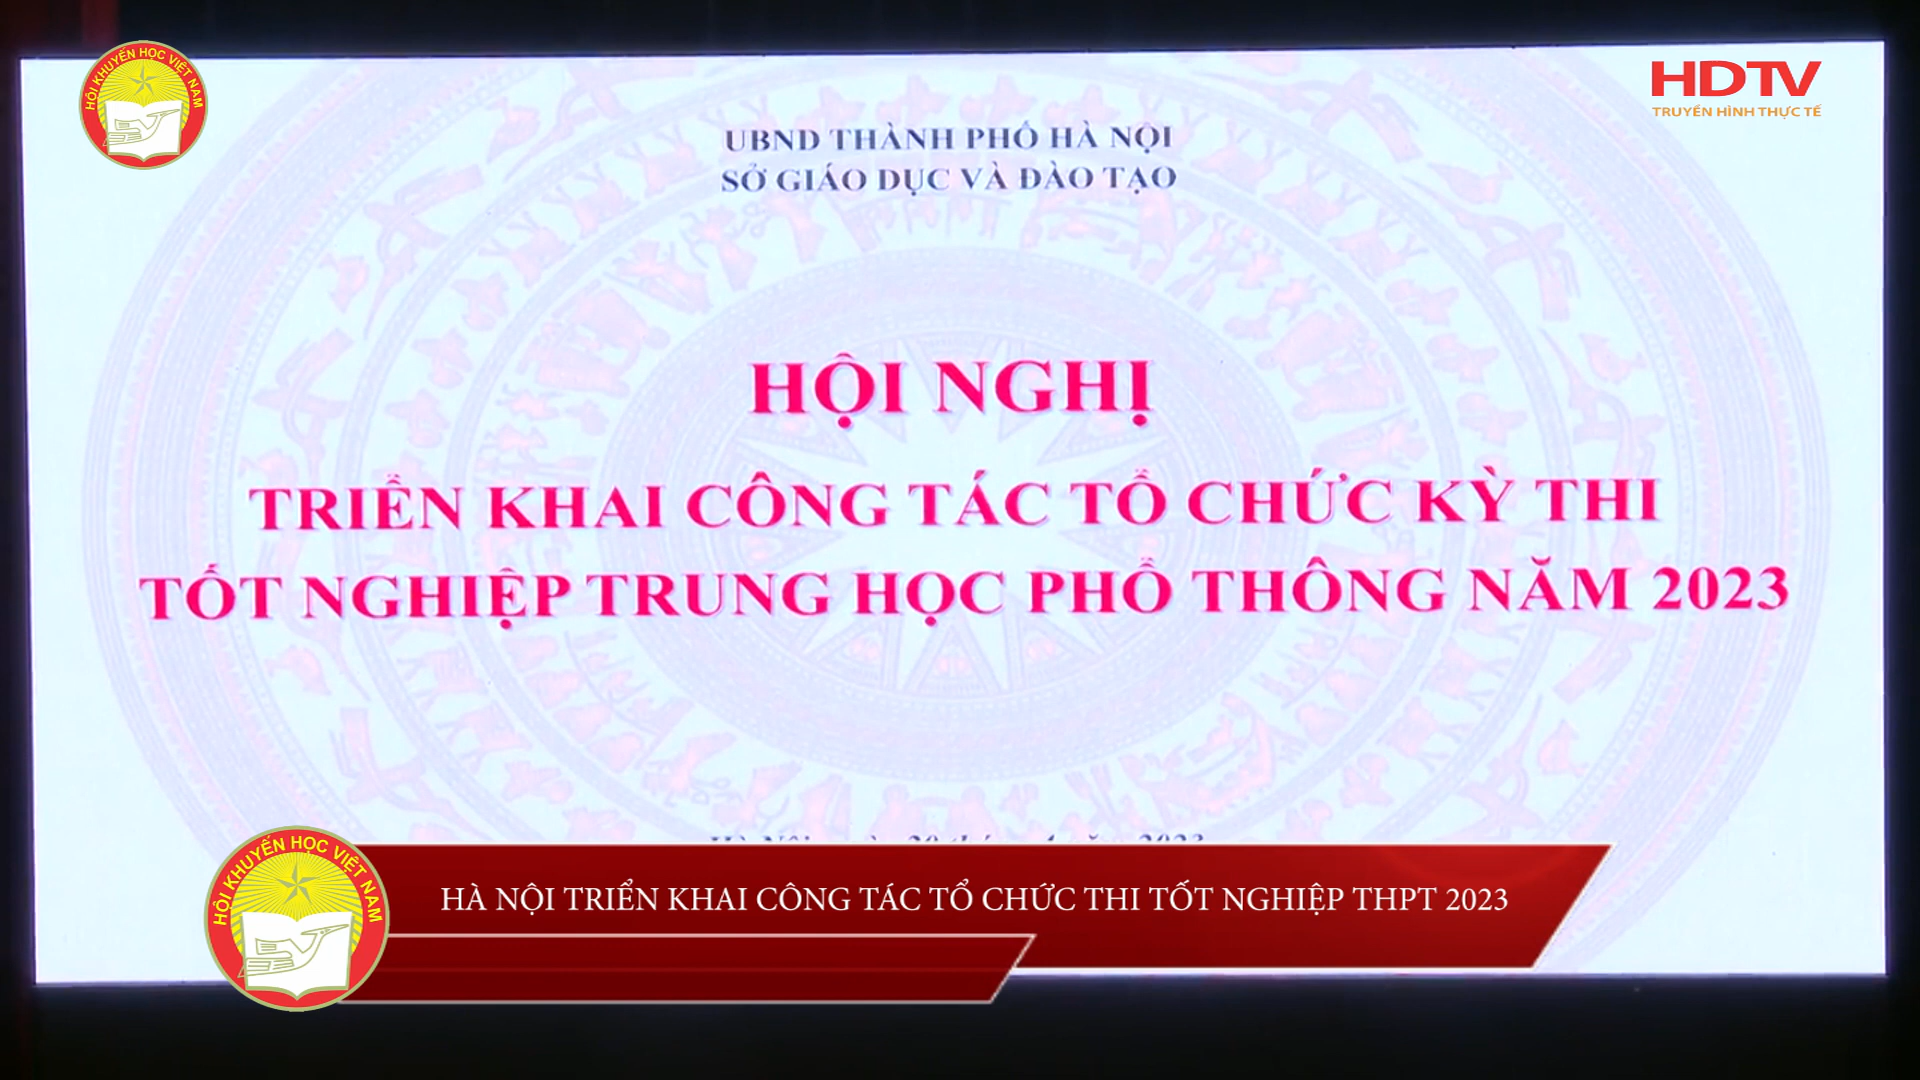 HỘI KHUYẾN HỌC VIỆT NAM
HDTV
TRUYỀN HÌNH THỰC TẾ
UBND THÀNH PHỐ HÀ NỘI
SỞ GIÁO DỤC VÀ ĐÀO TẠO
HỘI NGHỊ
TRIỂN KHAI CÔNG TÁC TỔ CHỨC KỲ THI
TỐT NGHIỆP TRUNG HỌC PHỔ THÔNG NĂM 2023
HỘI KHUYẾN HỌC VIỆT NAM
HÀ NỘI TRIỂN KHAI CÔNG TÁC TỔ CHỨC THI TỐT NGHIỆP THPT 2023